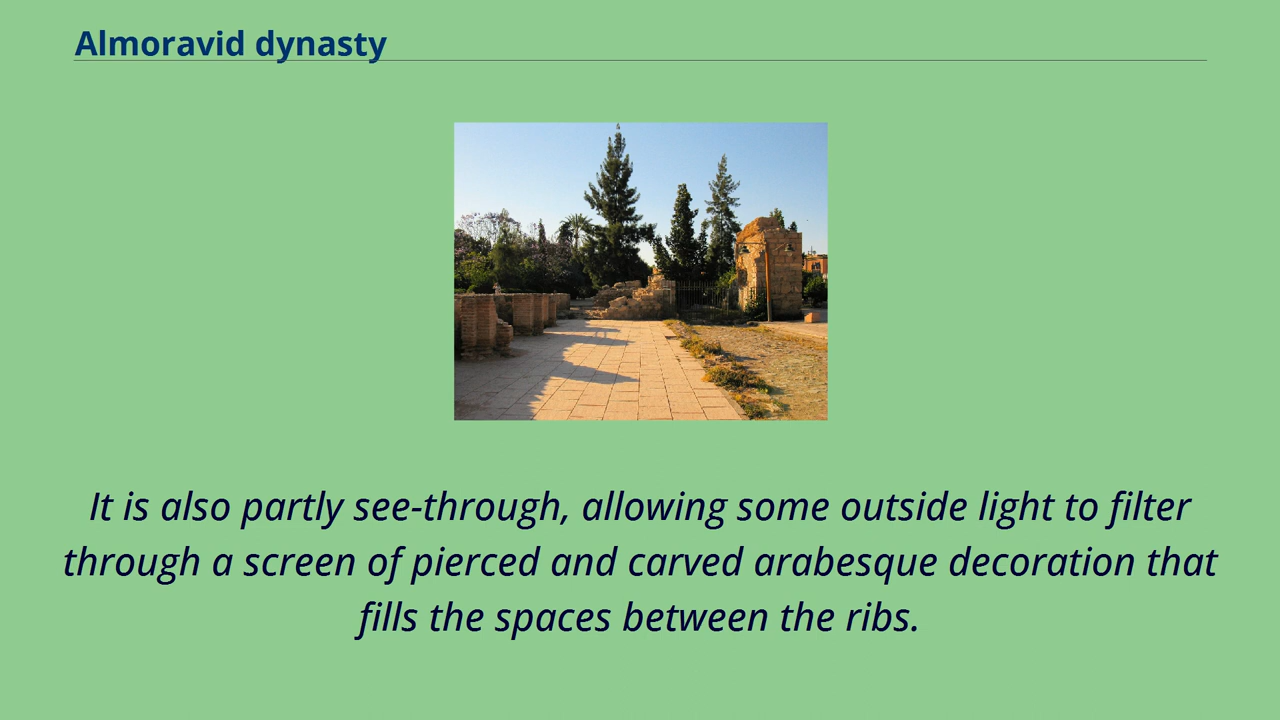 Almoravid dynasty
It is also partly see-through, allowing some outside light to filter
through a screen of pierced and carved arabesque decoration that
fills the spaces between the ribs.